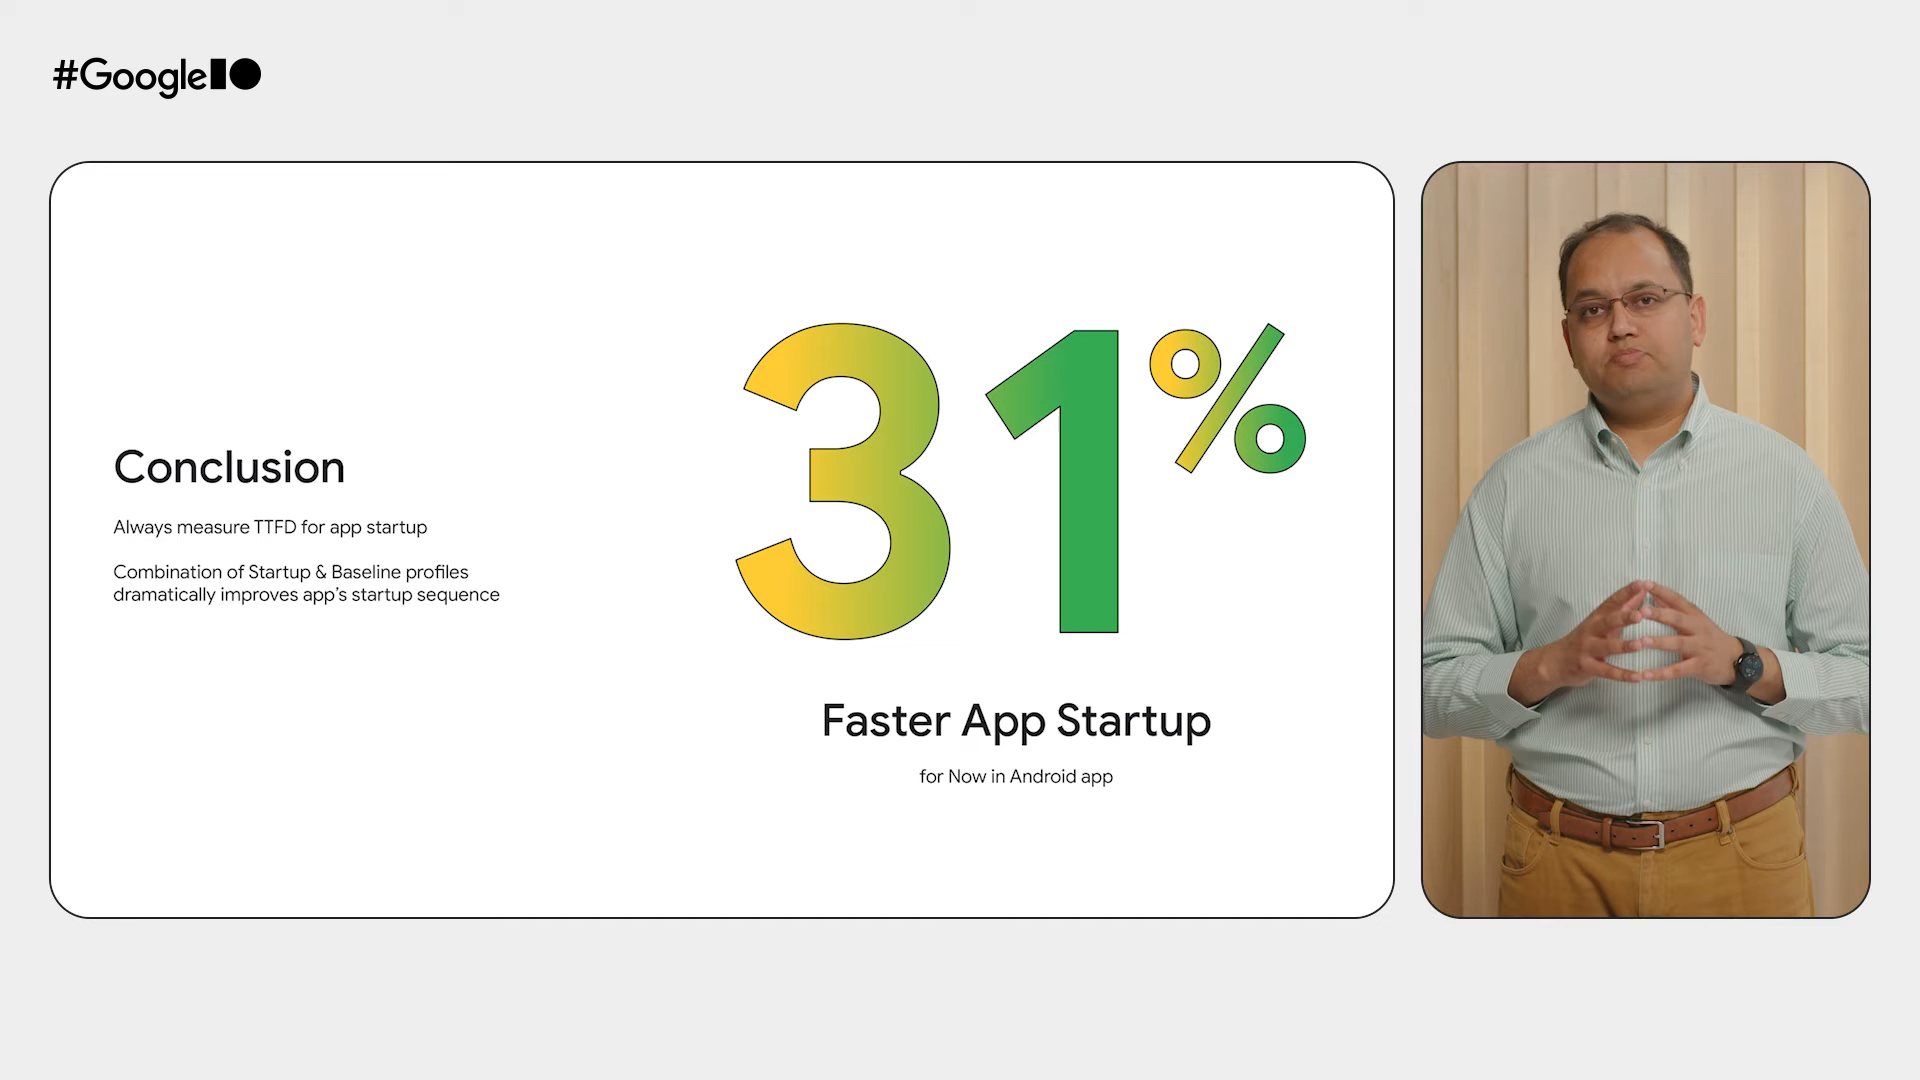 #GoogleIO
Conclusion
Always measure TTFD for app startup
Combination of Startup & Baseline profiles
dramatically improves app's startup sequence
31%
Faster App Startup
for Now in Android app